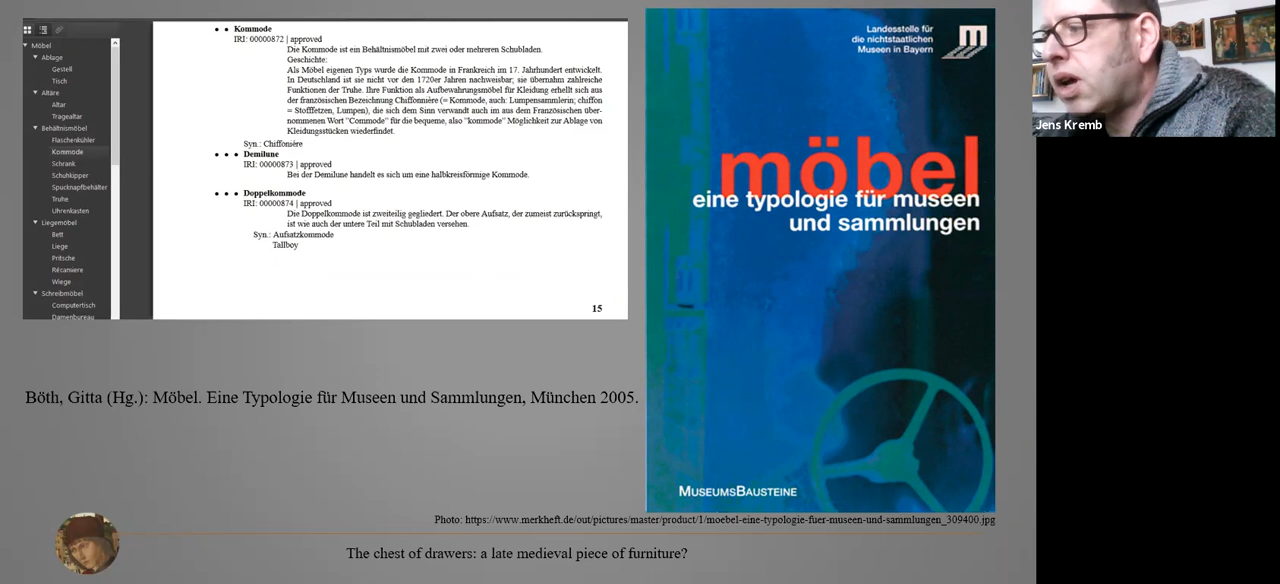 Möbel
Ablage
Gestell
Tisch
Altäre
Altar
Tragealtar
Behältnismöbel
Flaschenkühler
Kommode
Schrank
Schuhkipper
Spucknapfbehälter
Truhe
Uhrenkasten
Liegemöbel
Bett
Liege
Pritsche
Récamiere
Wiege
Schreibmöbel
Computertisch
Damenbureau
• • Kommode
IRI: 00000872 | approved
Die Kommode ist ein Behältnismöbel mit zwei oder mehreren Schubladen.
Geschichte:
Als Möbel eigenen Typs wurde die Kommode in Frankreich im 17. Jahrhundert entwickelt.
In Deutschland ist sie nicht vor den 1720er Jahren nachweisbar; sie übernahm zahlreiche
Funktionen der Truhe. Ihre Funktion als Aufbewahrungsmöbel für Kleidung erhellt sich aus
der französischen Bezeichnung Chiffonnière (= Kommode, auch: Lumpensammlerin; chiffon
= Stofffetzen, Lumpen), die sich dem Sinn verwandt auch im aus dem Französischen über-
nommenen Wort "Commode" für die bequeme, also "kommode" Möglichkeit zur Ablage von
Kleidungsstücken wiederfindet.
Syn.: Chiffonière
• • • Demilune
IRI: 00000873 | approved
Bei der Demilune handelt es sich um eine halbkreisförmige Kommode.
• • • Doppelkommode
IRI: 00000874 | approved
Die Doppelkommode ist zweiteilig gegliedert. Der obere Aufsatz, der zumeist zurückspringt,
ist wie auch der untere Teil mit Schubladen versehen.
Syn.: Aufsatzkommode
Tallboy
15
Landesstelle für
die nichtstaatlichen
Museen in Bayern
m
möbel
eine typologie für museen
und sammlungen
MUSEUMSBAUSTEINE
Jens Kremb
Böth, Gitta (Hg.): Möbel. Eine Typologie für Museen und Sammlungen, München 2005.
Photo: https://www.merkheft.de/out/pictures/master/product/1/moebel-eine-typologie-fuer-museen-und-sammlungen_309400.jpg
The chest of drawers: a late medieval piece of furniture?